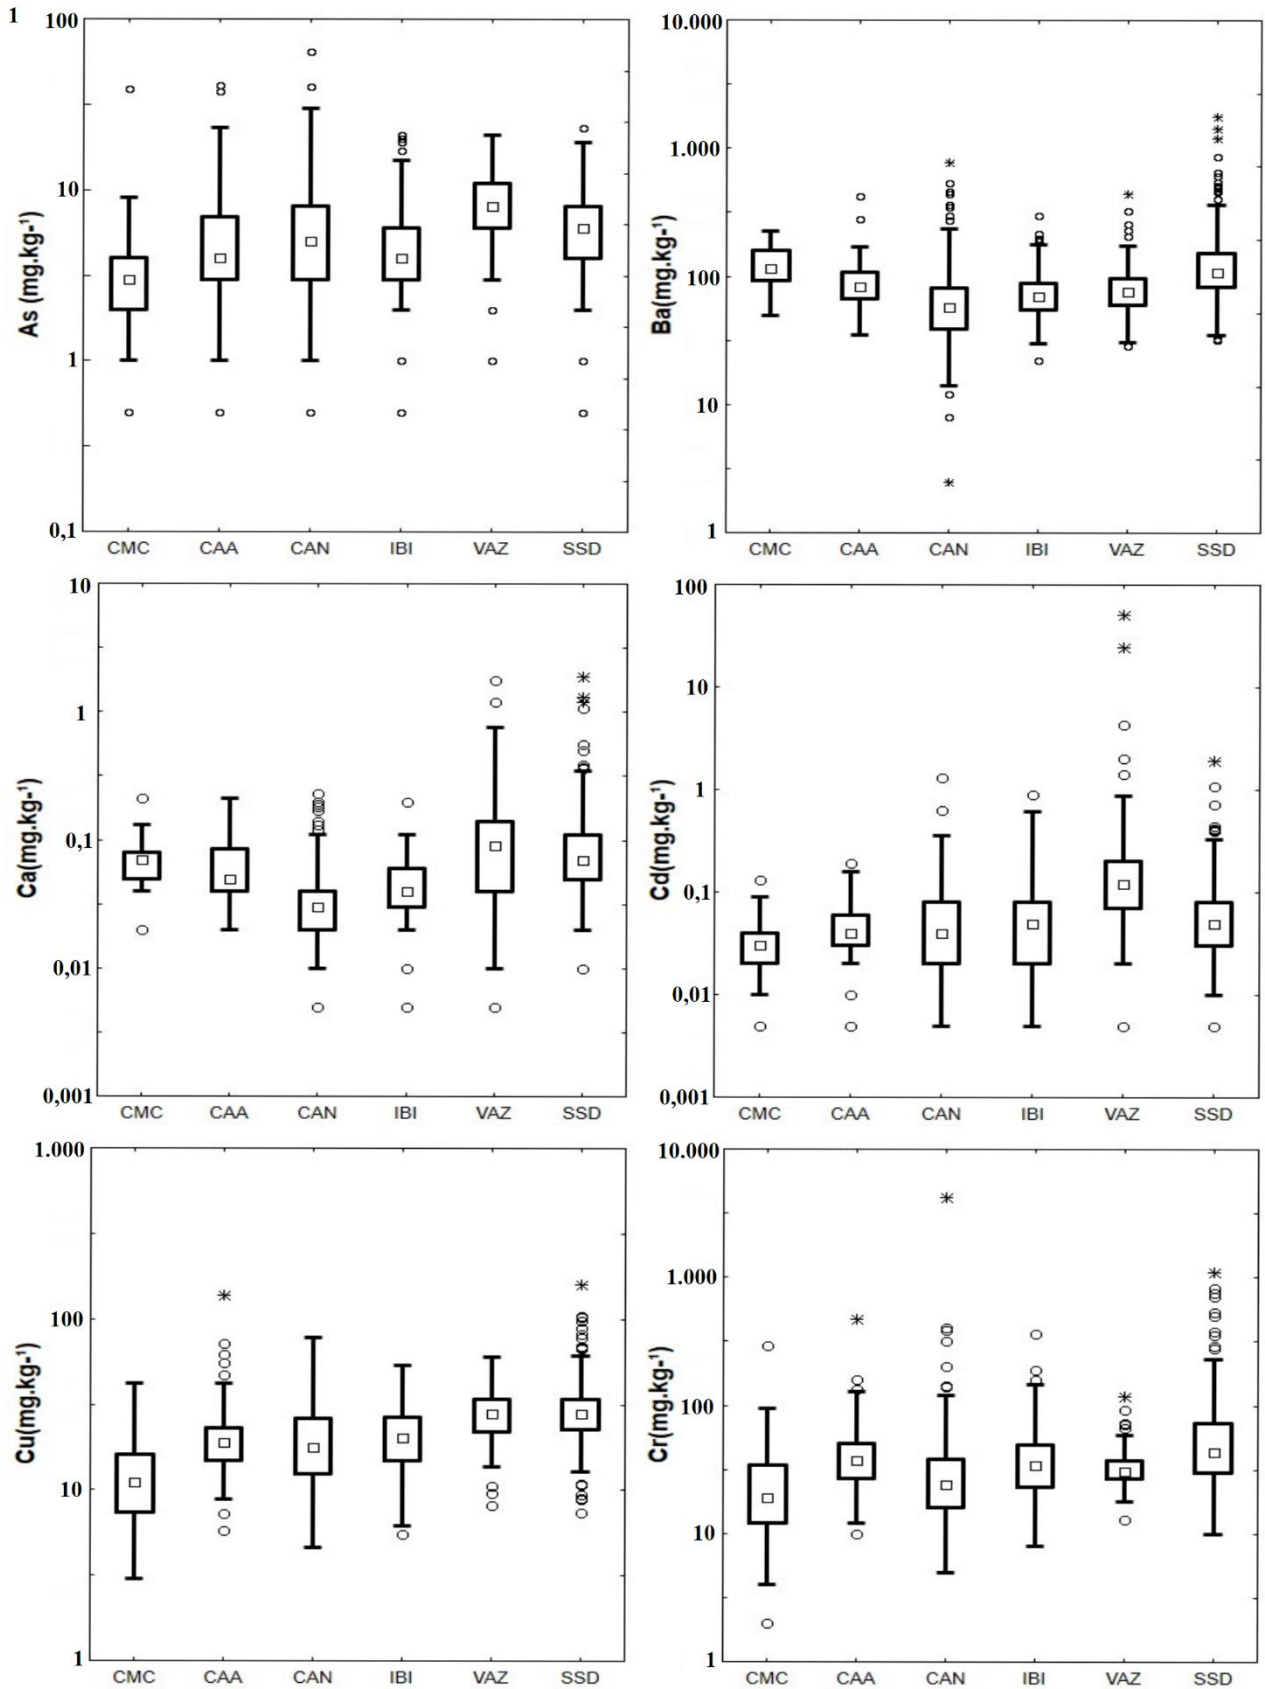 1
100
10
1
0,1
As (mg.kg-¹)
CMC CAA CAN IBI VAZ SSD
10.000
1.000
100
10
1
Ba(mg.kg-¹)
CMC CAA CAN IBI VAZ SSD
10
1
0,1
0,01
0,001
Ca(mg.kg-¹)
CMC CAA CAN IBI VAZ SSD
100
10
1
0,1
0,01
0,001
Cd(mg.kg-¹)
CMC CAA CAN IBI VAZ SSD
1.000
100
10
1
Cu(mg.kg-¹)
CMC CAA CAN IBI VAZ SSD
10.000
1.000
100
10
1
Cr(mg.kg-¹)
CMC CAA CAN IBI VAZ SSD